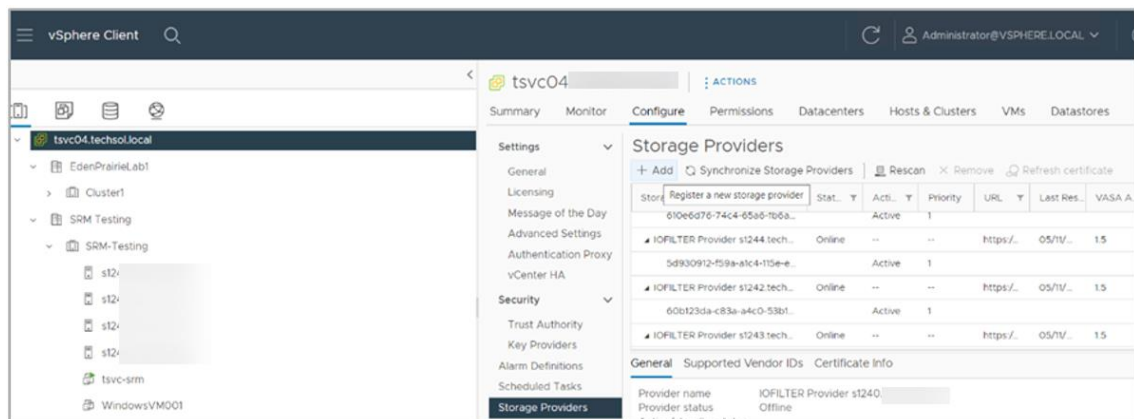 vSphere Client
Administrator@VSPHERE.LOCAL
tsvc04
ACTIONS
Summary Monitor Configure Permissions Datacenters Hosts & Clusters VMs Datastores
tsvc04.techsol.local
EdenPrairieLab1
Cluster1
SRM Testing
SRM-Testing
s124
s124
s124
s124
tsvc-srm
WindowsVM001
Settings
General
Licensing
Message of the Day
Advanced Settings
Authentication Proxy
vCenter HA
Security
Trust Authority
Key Providers
Alarm Definitions
Scheduled Tasks
Storage Providers
Storage Providers
+ Add Synchronize Storage Providers Rescan Remove Refresh certificate
Register a new storage provider
Stat... Acti... Priority URL Last Res... VASA A
610e6d76-74c4-65a6-1b6a... Active 1
IOFILTER Provider s1244.tech... Online -- -- https:/... 05/11/... 1.5
5d930912-f59a-a1c4-115e-e... Active 1
IOFILTER Provider s1242.tech... Online -- -- https:/... 05/11/... 1.5
60b123da-c83a-a4c0-53b1... Active 1
IOFILTER Provider s1243.tech... Online -- -- https:/... 05/11/... 1.5
General Supported Vendor IDs Certificate Info
Provider name IOFILTER Provider s1240.
Provider status Offline